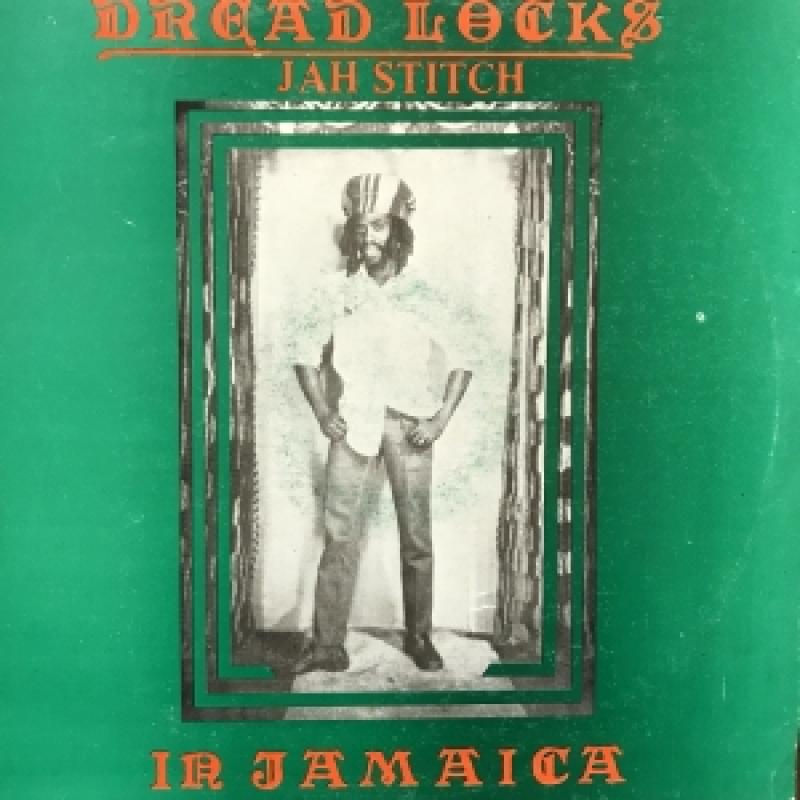 DREAD LOCKS
JAH STITCH
IN JAMAICA